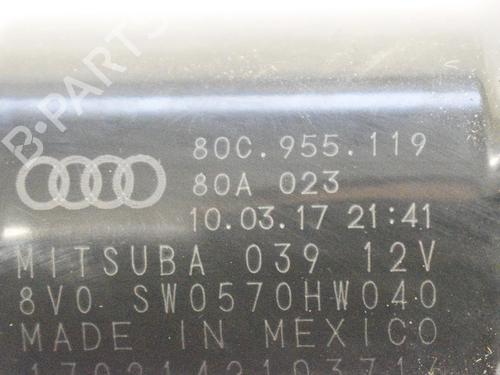 B-PARTS
80C.955.119
80A 023
10.03.17 21:41
MITSUBA 039 12V
8V0 SW0570HW040
MADE IN MEXICO